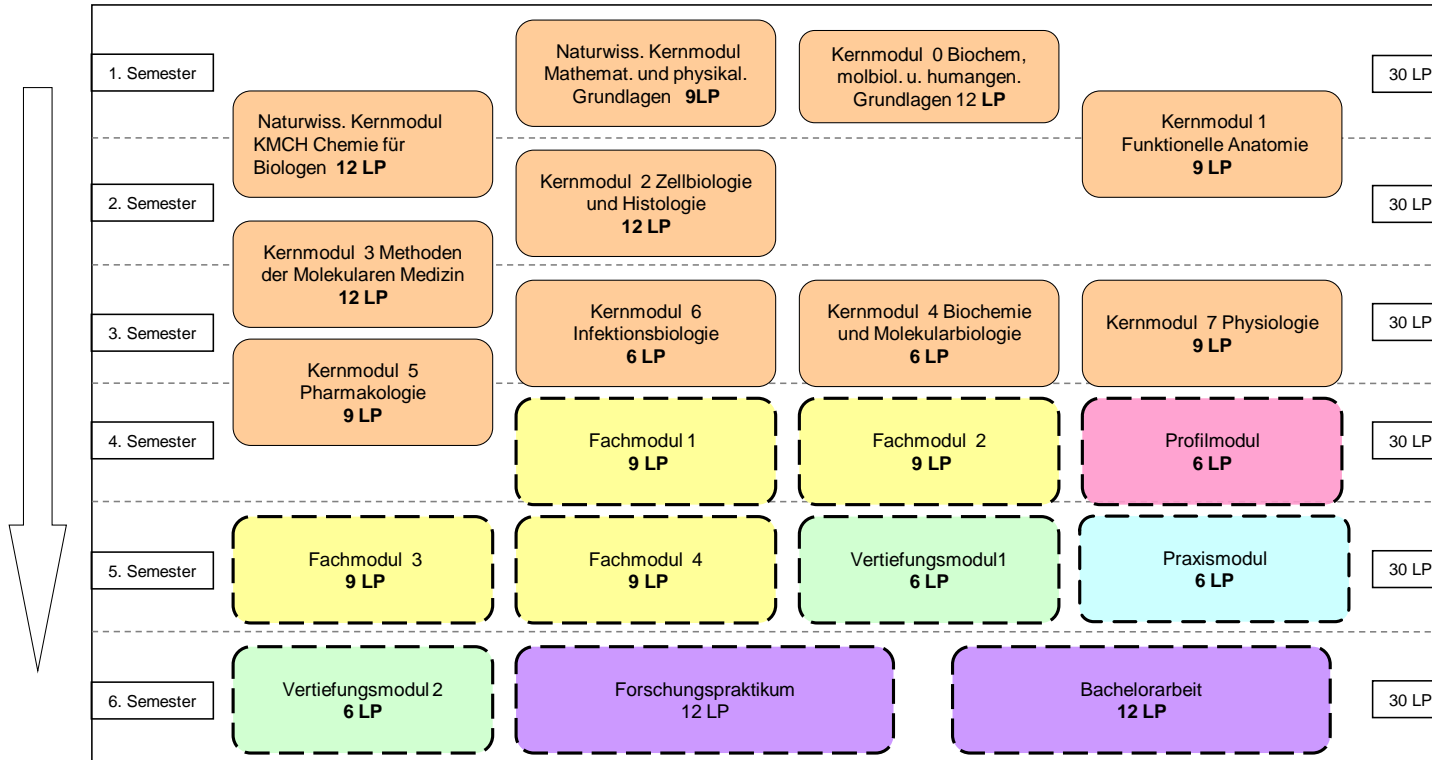 1. Semester
Naturwiss. Kernmodul
Mathemat. und physikal.
Grundlagen 9LP
Kernmodul 0 Biochem,
molbiol. u. humangen.
Grundlagen 12 LP
30 LP
Naturwiss. Kernmodul
KMCH Chemie für
Biologen 12 LP
Kernmodul 1
Funktionelle Anatomie
9 LP
2. Semester
Kernmodul 2 Zellbiologie
und Histologie
12 LP
30 LP
Kernmodul 3 Methoden
der Molekularen Medizin
12 LP
3. Semester
Kernmodul 6
Infektionsbiologie
6 LP
Kernmodul 4 Biochemie
und Molekularbiologie
6 LP
Kernmodul 7 Physiologie
9 LP
30 LP
Kernmodul 5
Pharmakologie
9 LP
4. Semester
Fachmodul 1
9 LP
Fachmodul 2
9 LP
Profilmodul
6 LP
30 LP
5. Semester
Fachmodul 3
9 LP
Fachmodul 4
9 LP
Vertiefungsmodul1
6 LP
Praxismodul
6 LP
30 LP
6. Semester
Vertiefungsmodul 2
6 LP
Forschungspraktikum
12 LP
Bachelorarbeit
12 LP
30 LP